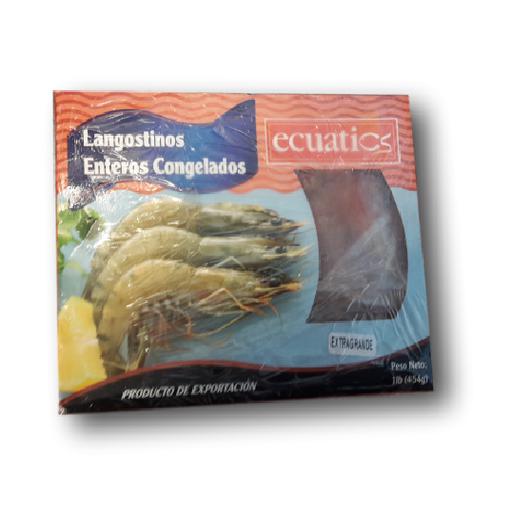 Langostinos
Enteros Congelados
ecuatics
EXTRAGRANDE
Peso Neto:
1lb (454g)
PRODUCTO DE EXPORTACIÓN